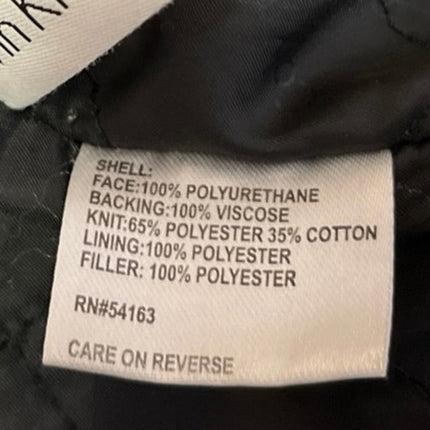 SHELL:
FACE:100% POLYURETHANE
BACKING:100% VISCOSE
KNIT:65% POLYESTER 35% COTTON
LINING:100% POLYESTER
FILLER: 100% POLYESTER
RN#54163
CARE ON REVERSE